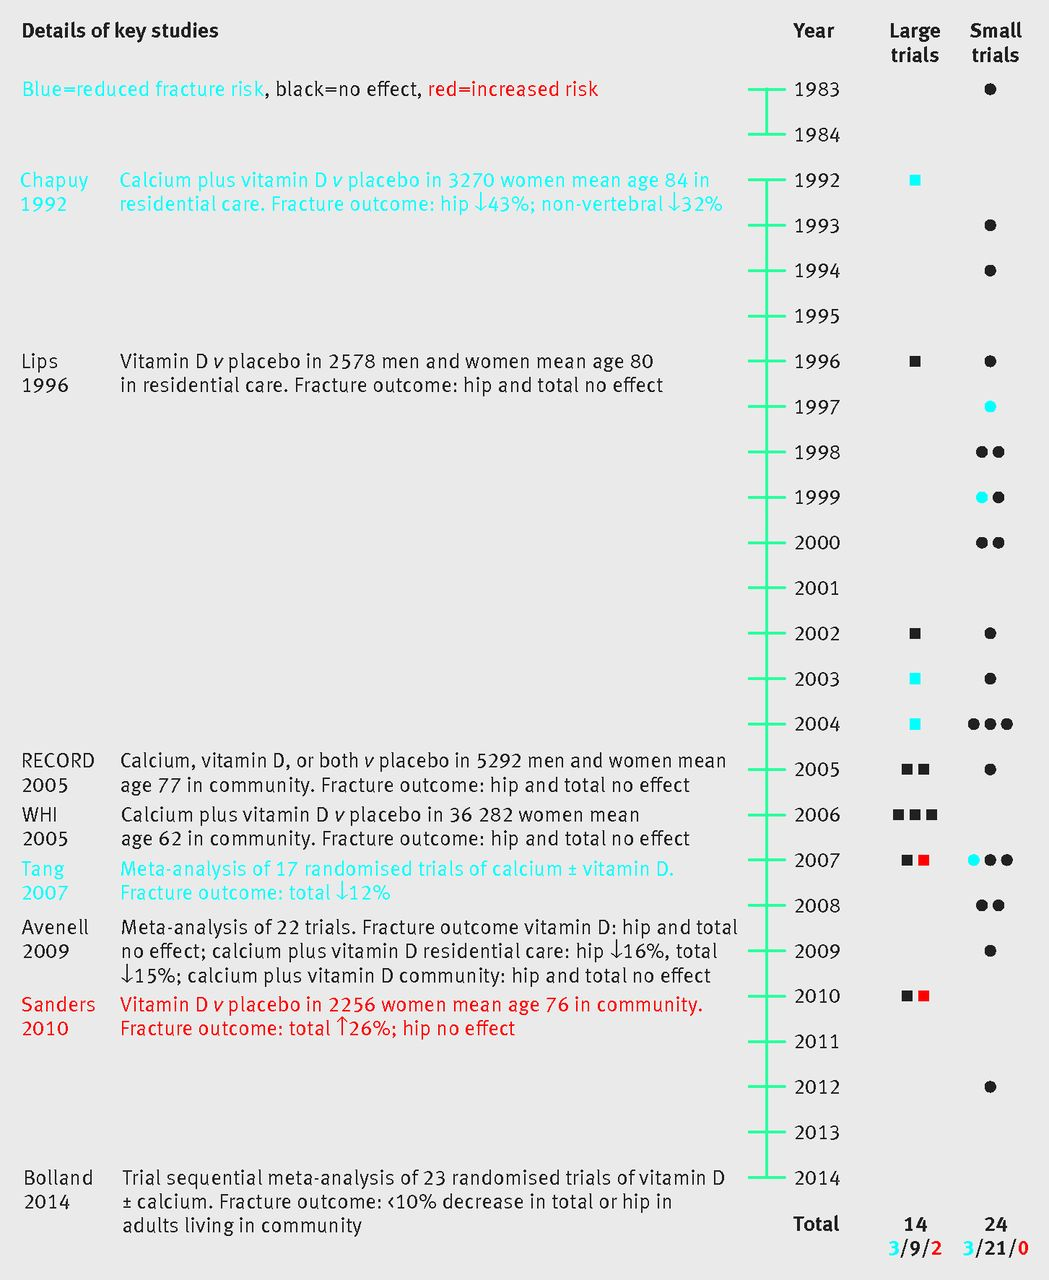 Details of key studies Year Large Small
trials trials
Blue=reduced fracture risk, black=no effect, red=increased risk 1983
1984
Chapuy Calcium plus vitamin D v placebo in 3270 women mean age 84 in 1992
1992 residential care. Fracture outcome: hip ↓43%; non-vertebral ↓32%
1993
1994
1995
Lips Vitamin D v placebo in 2578 men and women mean age 80 1996
1996 in residential care. Fracture outcome: hip and total no effect
1997
1998
1999
2000
2001
2002
2003
2004
RECORD Calcium, vitamin D, or both v placebo in 5292 men and women mean 2005
2005 age 77 in community. Fracture outcome: hip and total no effect
WHI Calcium plus vitamin D v placebo in 36 282 women mean 2006
2005 age 62 in community. Fracture outcome: hip and total no effect
Tang Meta-analysis of 17 randomised trials of calcium ± vitamin D. 2007
2007 Fracture outcome: total ↓12%
2008
Avenell Meta-analysis of 22 trials. Fracture outcome vitamin D: hip and total
2009 no effect; calcium plus vitamin D residential care: hip ↓16%, total 2009
↓15%; calcium plus vitamin D community: hip and total no effect
Sanders Vitamin D v placebo in 2256 women mean age 76 in community. 2010
2010 Fracture outcome: total ↑26%; hip no effect
2011
2012
2013
Bolland Trial sequential meta-analysis of 23 randomised trials of vitamin D 2014
2014 ± calcium. Fracture outcome: <10% decrease in total or hip in
adults living in community
Total 14 24
3/9/2 3/21/0